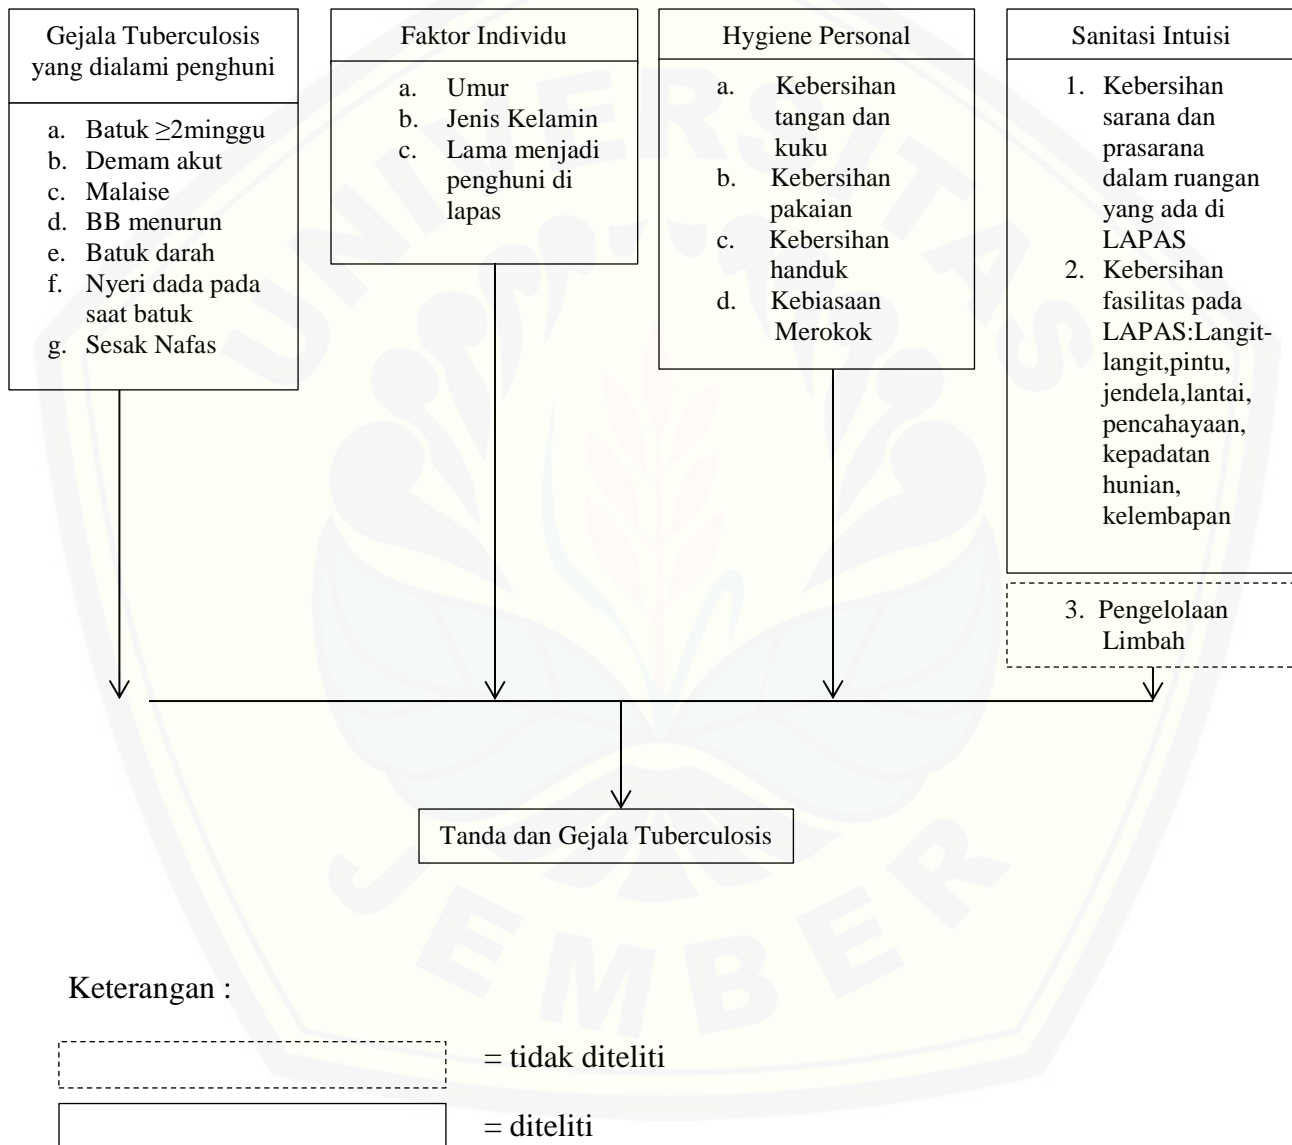 Gejala Tuberculosis
yang dialami penghuni
a. Batuk ≥2minggu
b. Demam akut
c. Malaise
d. BB menurun
e. Batuk darah
f. Nyeri dada pada
saat batuk
g. Sesak Nafas
Faktor Individu
a. Umur
b. Jenis Kelamin
c. Lama menjadi
penghuni di
lapas
Hygiene Personal
a. Kebersihan
tangan dan
kuku
b. Kebersihan
pakaian
c. Kebersihan
handuk
d. Kebiasaan
Merokok
Sanitasi Intuisi
1. Kebersihan
sarana dan
prasarana
dalam ruangan
yang ada di
LAPAS
2. Kebersihan
fasilitas pada
LAPAS:Langit-
langit,pintu,
jendela,lantai,
pencahayaan,
kepadatan
hunian,
kelembapan
3. Pengelolaan
Limbah
Tanda dan Gejala Tuberculosis
Keterangan :
= tidak diteliti
= diteliti
UNIVERSITAS
JEMBER